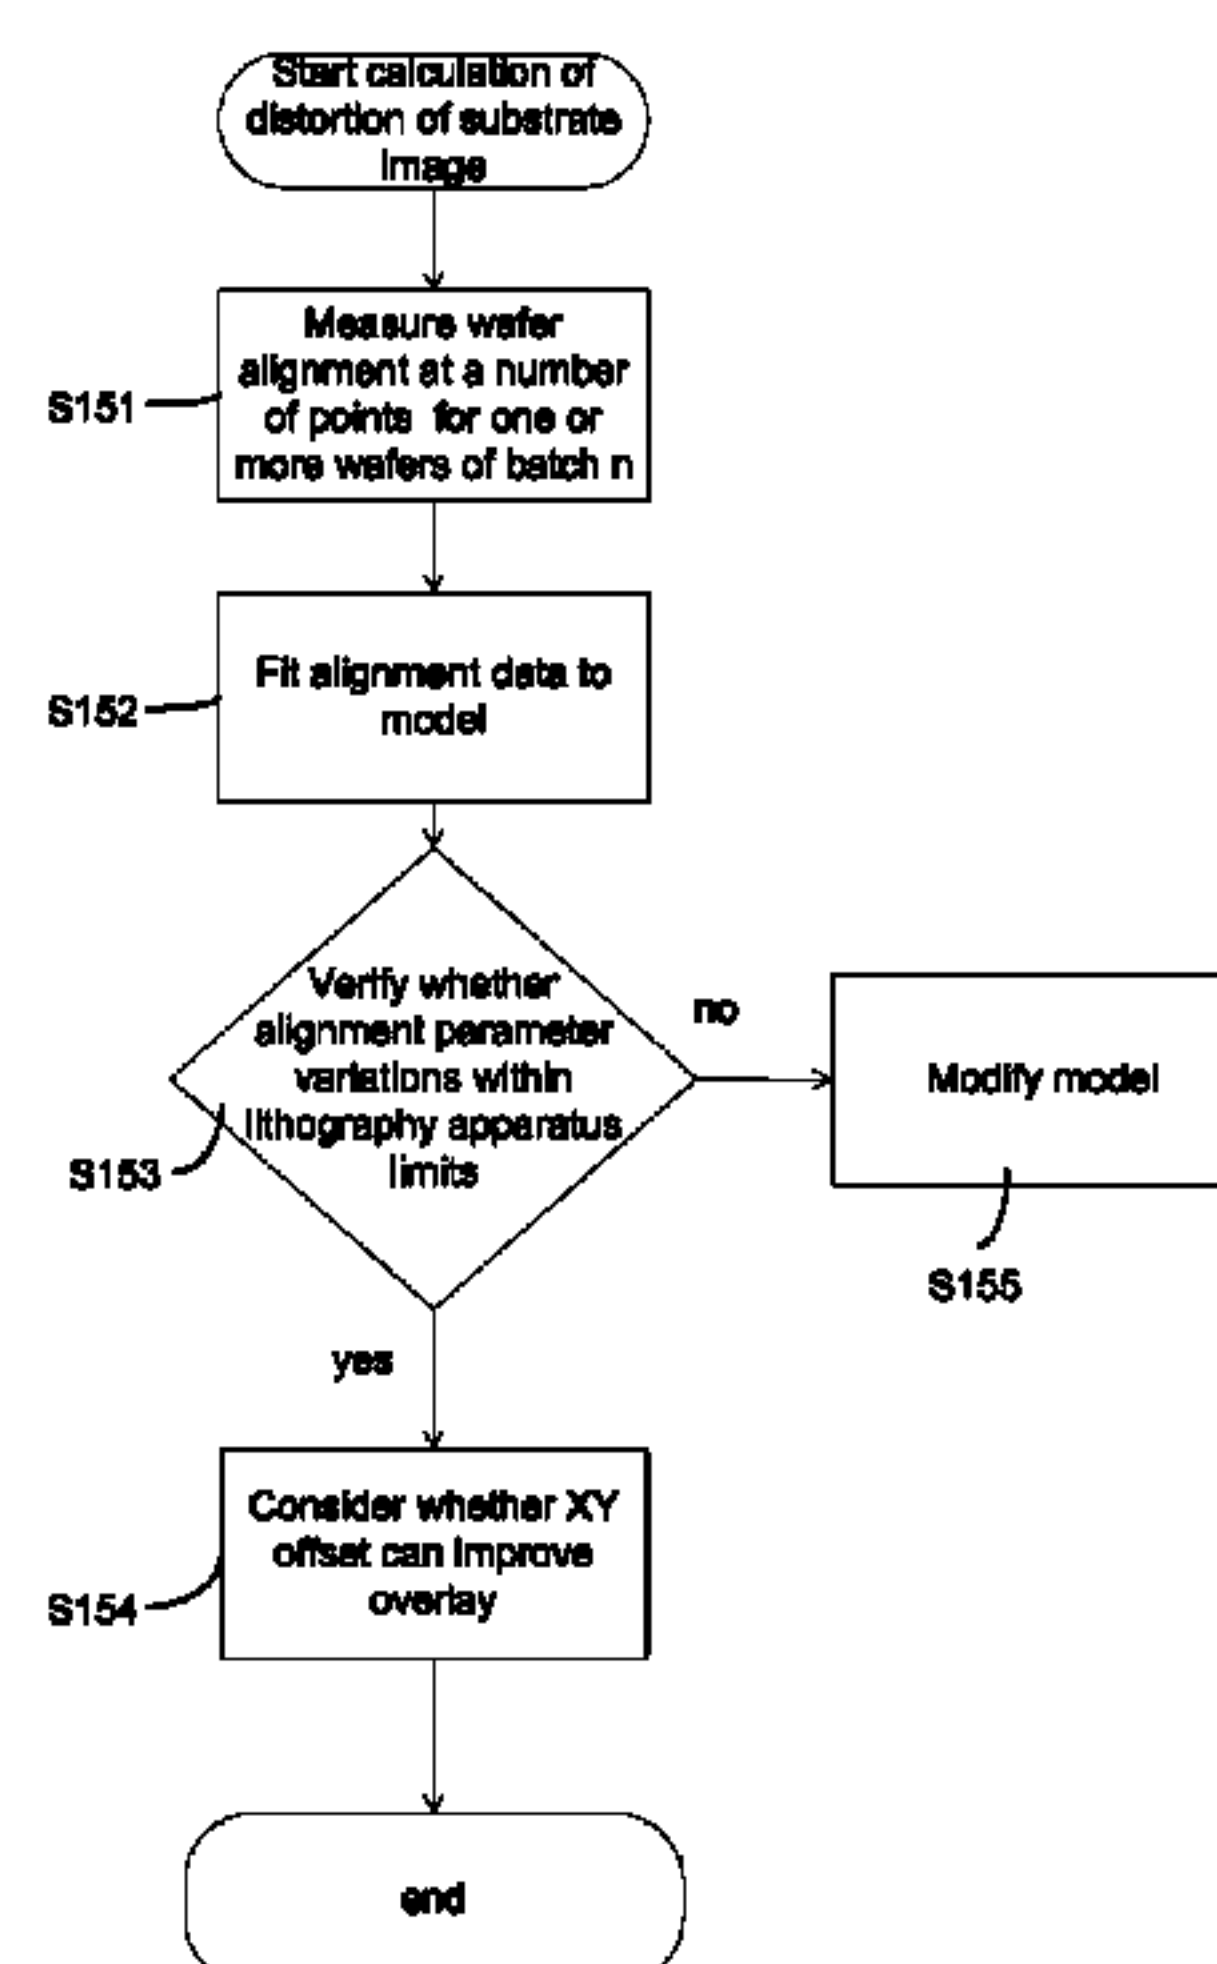 Start calculation of
distortion of substrate
image
Measure wafer
alignment at a number
of points for one or
more wafers of batch n
S151
Fit alignment data to
model
S152
Verify whether
alignment parameter
variations within
lithography apparatus
limits
S153
no
Modify model
S155
yes
Consider whether XY
offset can improve
overlay
S154
end